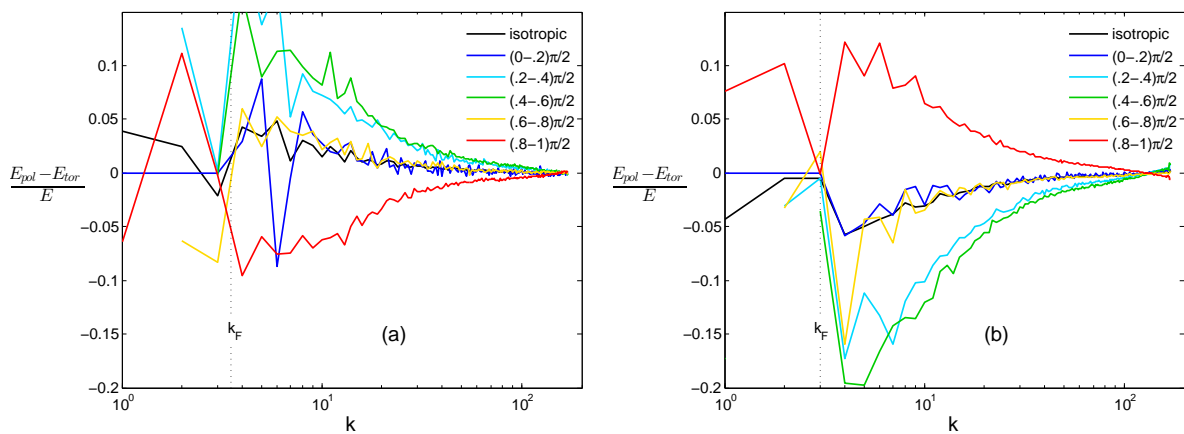 isotropic
(0−.2)π/2
(.2−.4)π/2
(.4−.6)π/2
(.6−.8)π/2
(.8−1)π/2
0.1
0.05
0
−0.05
−0.1
−0.15
−0.2
E_pol − E_tor
E
k_F
(a)
10^0
10^1
10^2
k
isotropic
(0−.2)π/2
(.2−.4)π/2
(.4−.6)π/2
(.6−.8)π/2
(.8−1)π/2
0.1
0.05
0
−0.05
−0.1
−0.15
−0.2
E_pol − E_tor
E
k_F
(b)
10^0
10^1
10^2
k